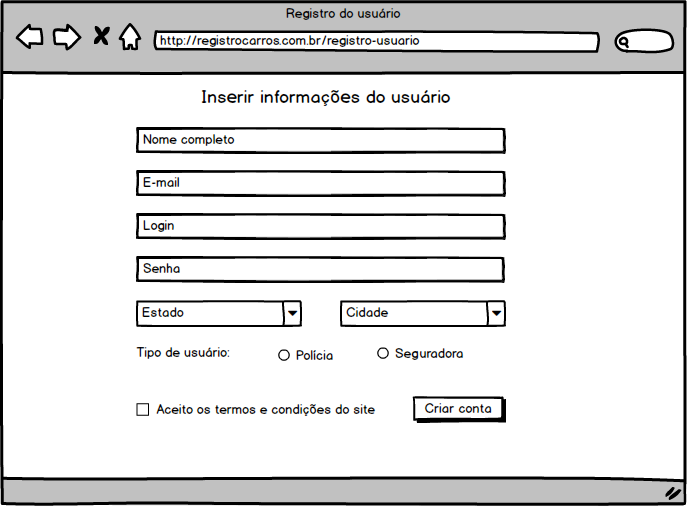 Registro do usuário
http://registrocarros.com.br/registro-usuario
Inserir informações do usuário
Nome completo
E-mail
Login
Senha
Estado Cidade
Tipo de usuário: Polícia Seguradora
Aceito os termos e condições do site Criar conta